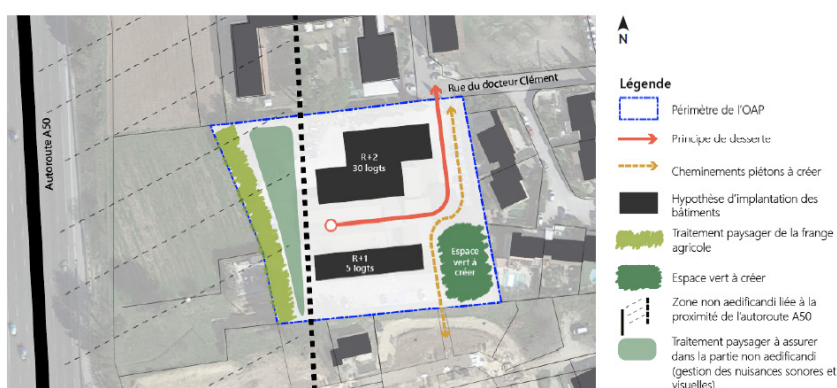 Autoroute A50
Rue du docteur Clément
R+2
30 logts
R+1
5 logts
Espace
vert à
créer
N
Légende
Périmètre de l'OAP
Principe de desserte
Cheminements piétons à créer
Hypothèse d'implantation des
bâtiments
Traitement paysager de la frange
agricole
Espace vert à créer
Zone non aedificandi liée à la
proximité de l'autoroute A50
Traitement paysager à assurer
dans la partie non aedificandi
(gestion des nuisances sonores et
visuelles)